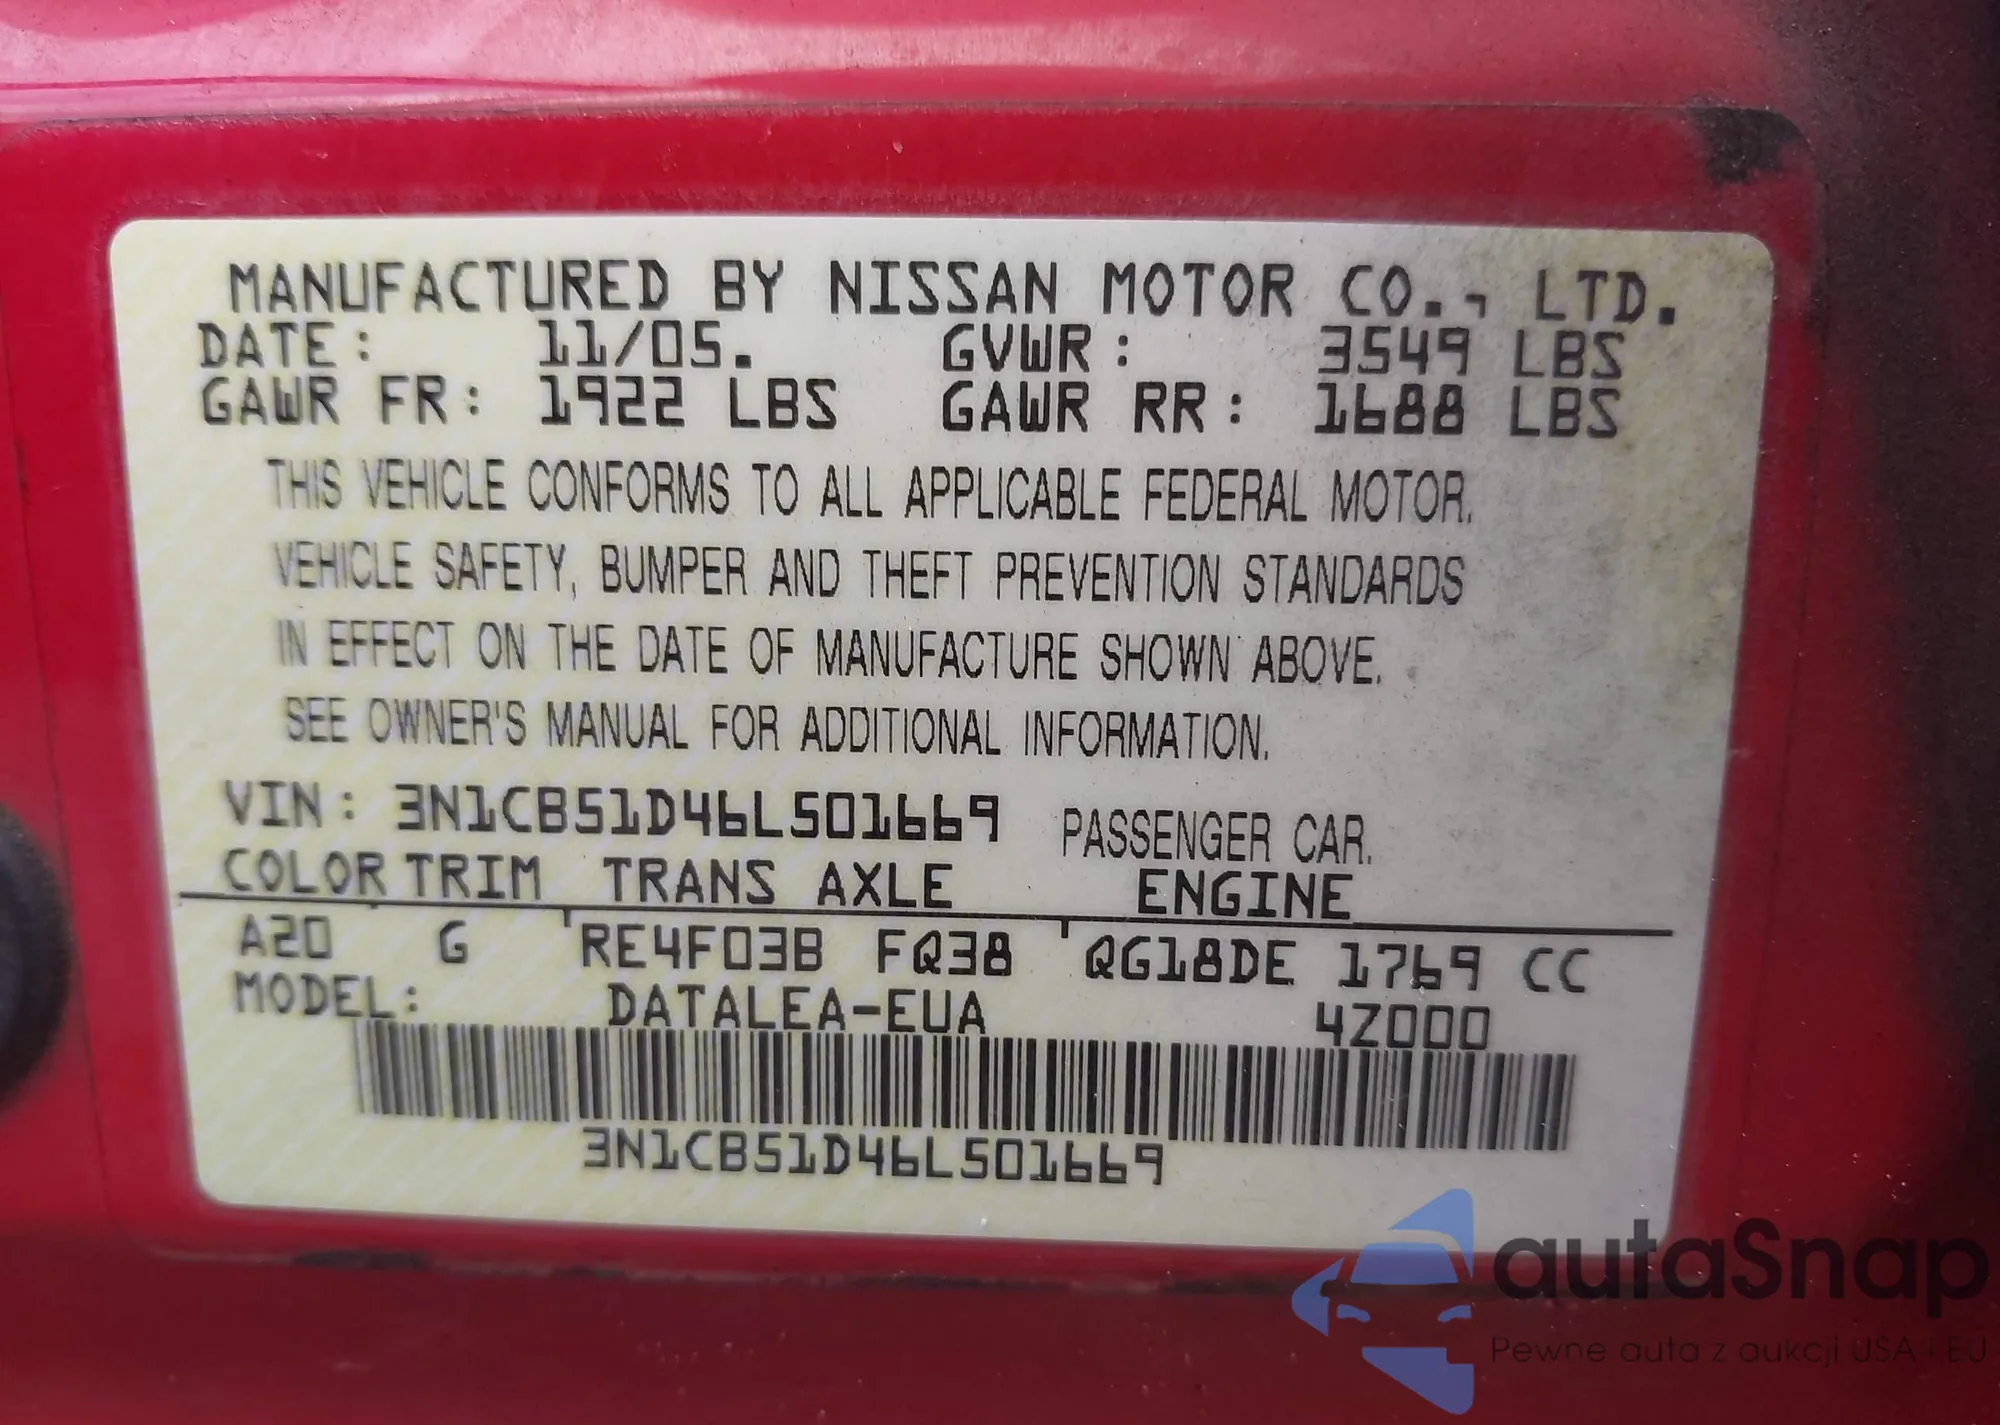 MANUFACTURED BY NISSAN MOTOR CO., LTD.
DATE: 11/05. GVWR: 3549 LBS
GAWR FR: 1922 LBS GAWR RR: 1688 LBS
THIS VEHICLE CONFORMS TO ALL APPLICABLE FEDERAL MOTOR.
VEHICLE SAFETY, BUMPER AND THEFT PREVENTION STANDARDS
IN EFFECT ON THE DATE OF MANUFACTURE SHOWN ABOVE.
SEE OWNER'S MANUAL FOR ADDITIONAL INFORMATION.
VIN: 3N1CB51D46L501669 PASSENGER CAR.
COLOR TRIM TRANS AXLE ENGINE
A20 G RE4F03B FQ38 QG18DE 1769 CC
MODEL: DATALEA-EUA 4Z000
3N1CB51D46L501669
autaSnap
Pewne auta z aukcji USA i EU